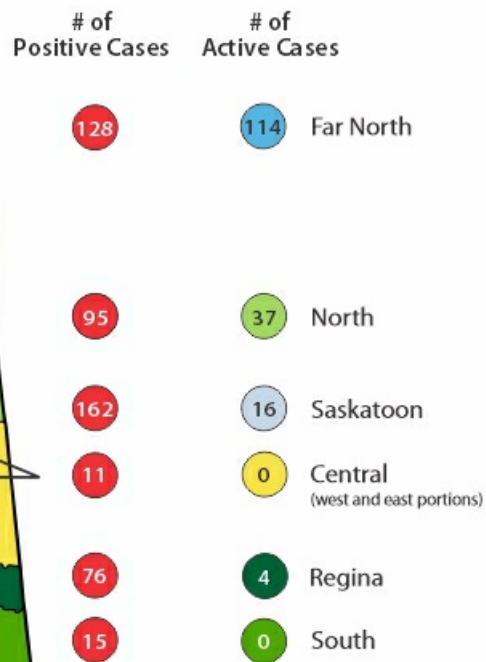 # of # of
Positive Cases Active Cases
128 114 Far North
95 37 North
162 16 Saskatoon
11 0 Central
(west and east portions)
76 4 Regina
15 0 South